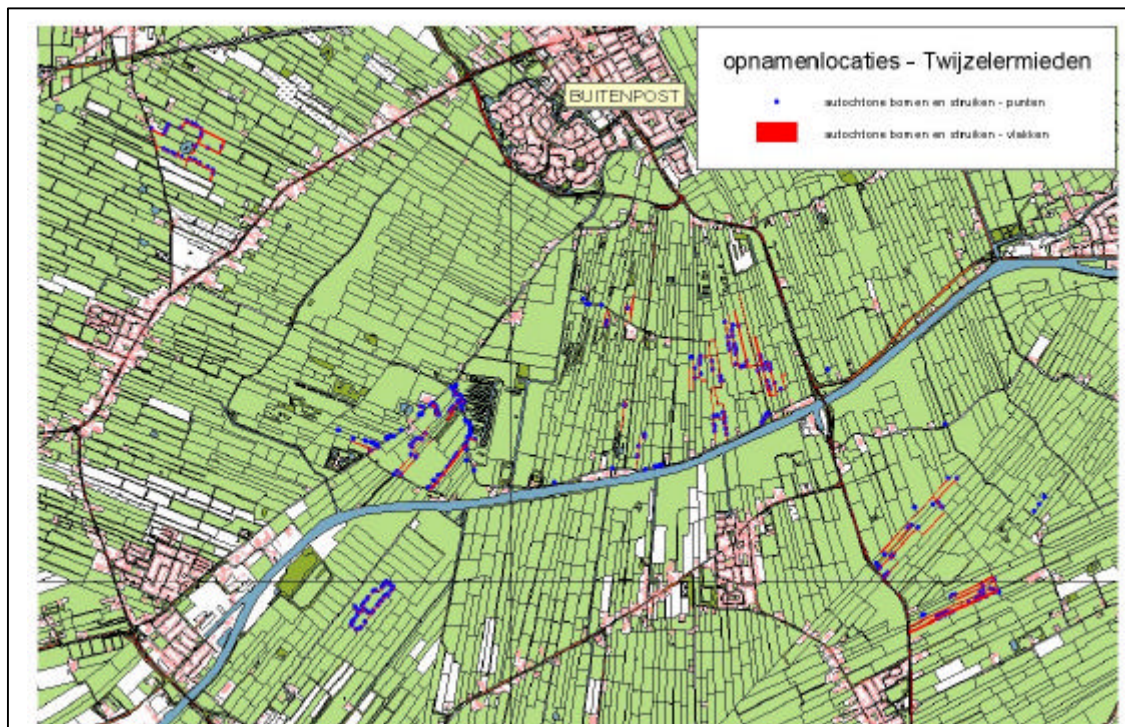 opnamenlocaties - Twijzelermieden
BUITENPOST
autochtone bomen en struiken - punten
autochtone bomen en struiken - vlakken